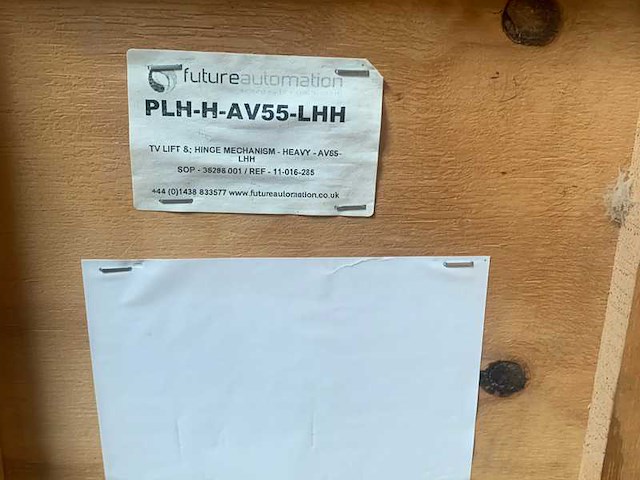 futureautomation
PLH-H-AV55-LHH
TV LIFT &; HINGE MECHANISM - HEAVY - AV55-
LHH
SOP - 36298 001 / REF - 11-016-285
+44 (0)1438 833577 www.futureautomation.co.uk